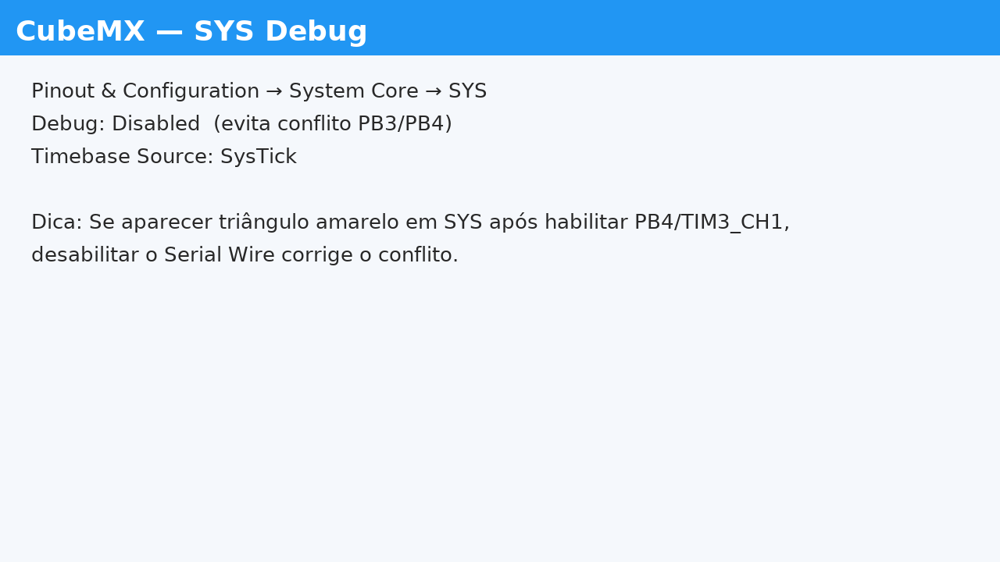 CubeMX — SYS Debug
Pinout & Configuration → System Core → SYS
Debug: Disabled  (evita conflito PB3/PB4)
Timebase Source: SysTick
Dica: Se aparecer triângulo amarelo em SYS após habilitar PB4/TIM3_CH1,
desabilitar o Serial Wire corrige o conflito.